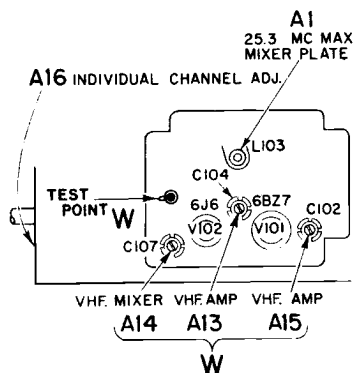 A1
25.3 MC MAX
MIXER PLATE
A16 INDIVIDUAL CHANNEL ADJ.
L103
C104
TEST
POINT
W
6J6
6BZ7
C102
V102
V101
C107
VHF. MIXER
VHF. AMP
VHF. AMP
A14
A13
A15
W